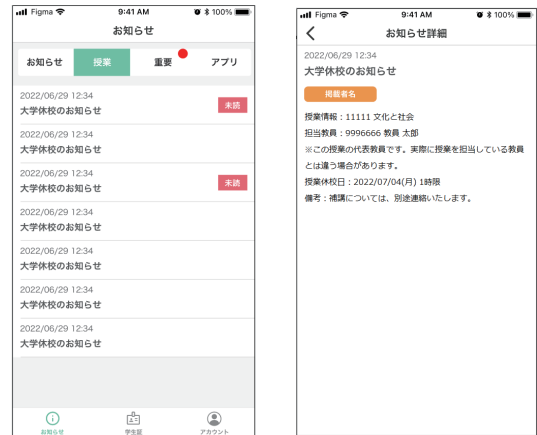 Figma 9:41 AM 100%
お知らせ
お知らせ 授業 重要 アプリ
2022/06/29 12:34
大学休校のお知らせ
未読
2022/06/29 12:34
大学休校のお知らせ
2022/06/29 12:34
大学休校のお知らせ
未読
2022/06/29 12:34
大学休校のお知らせ
2022/06/29 12:34
大学休校のお知らせ
2022/06/29 12:34
大学休校のお知らせ
2022/06/29 12:34
大学休校のお知らせ
お知らせ 学生証 アカウント
Figma 9:41 AM 100%
お知らせ詳細
2022/06/29 12:34
大学休校のお知らせ
掲載者名
授業情報：11111 文化と社会
担当教員：9996666 教員 太郎
※この授業の代表教員です。実際に授業を担当している教員
とは違う場合があります。
授業休校日：2022/07/04(月) 1時限
備考：補講については、別途連絡いたします。